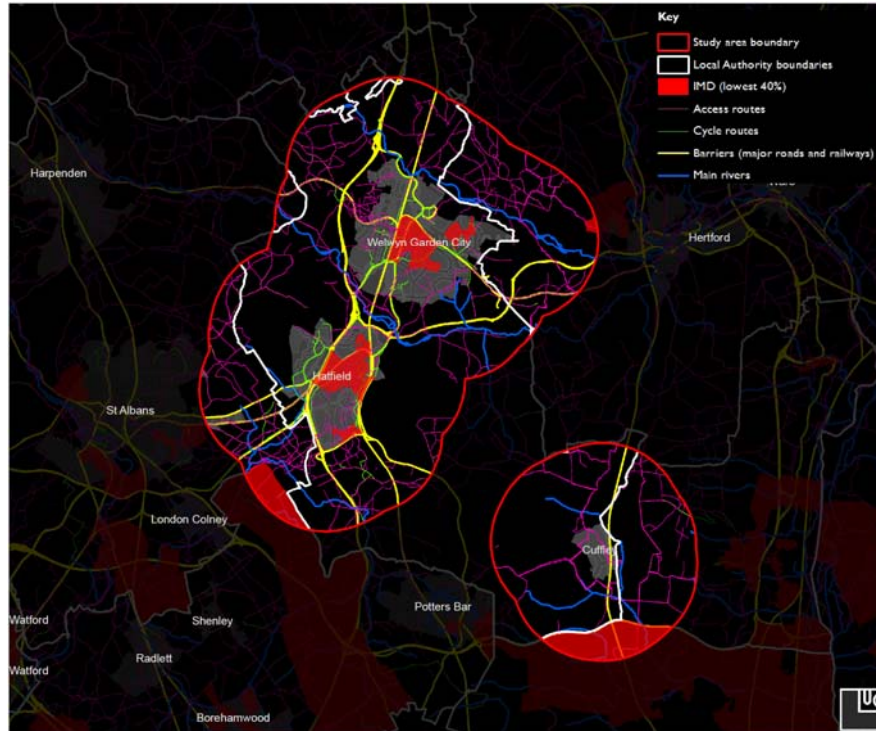 Key
Study area boundary
Local Authority boundaries
IMD (lowest 40%)
Access routes
Cycle routes
Barriers (major roads and railways)
Main rivers
Harpenden
Hertford
Welwyn Garden City
Hatfield
St Albans
London Colney
Cuffley
Potters Bar
Watford
Shenley
Watford
Radlett
Borehamwood